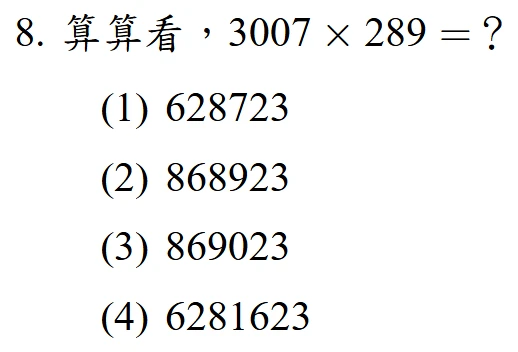 8. 算算看，3007 × 289 = ?
(1) 628723
(2) 868923
(3) 869023
(4) 6281623